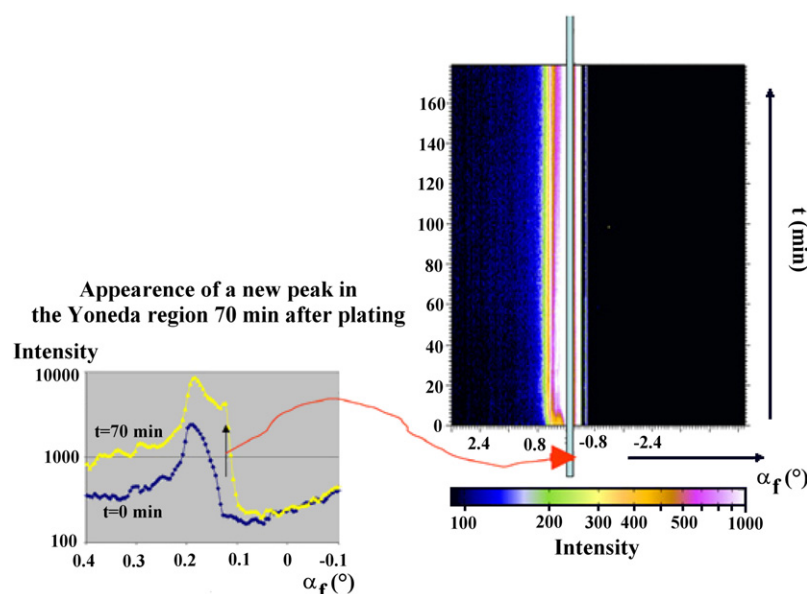 Appearence of a new peak in
the Yoneda region 70 min after plating
Intensity
10000
1000
100
t=70 min
t=0 min
0.4 0.3 0.2 0.1 0 -0.1
αf (°)
160
140
120
100
80
60
40
20
0
t (min)
2.4 0.8 -0.8 -2.4
αf (°)
100 200 300 400 500 1000
Intensity